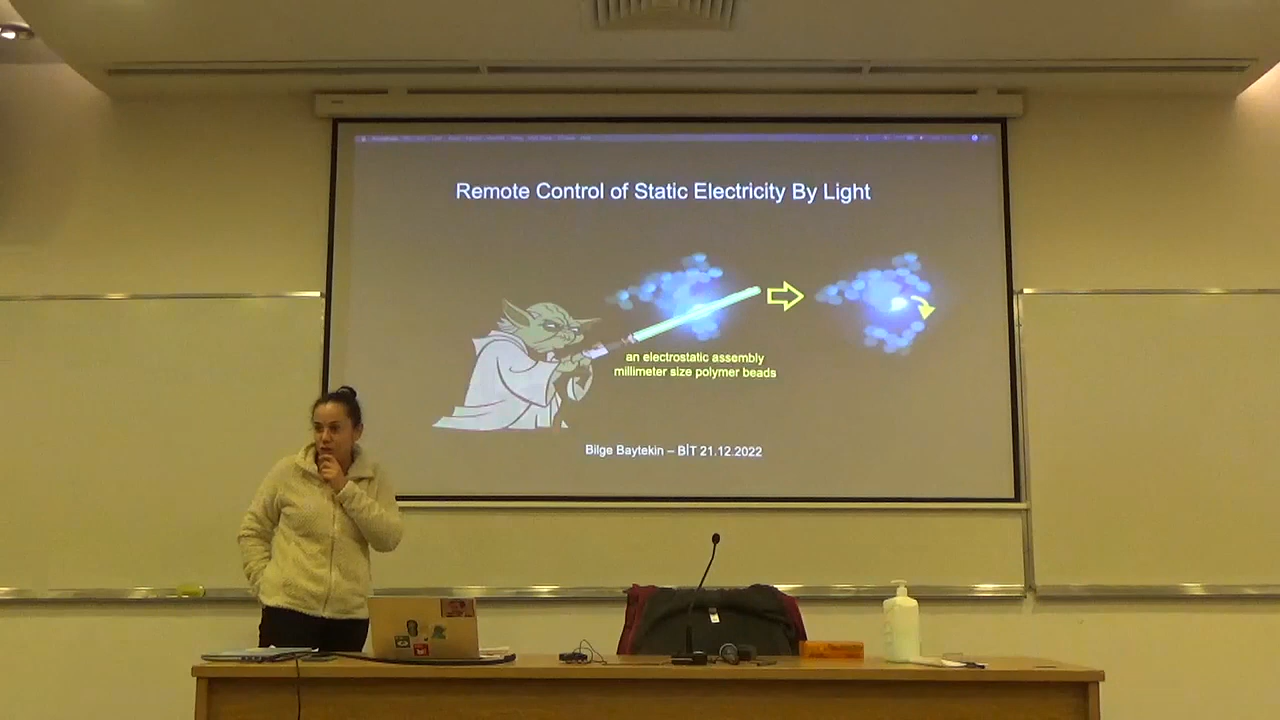 Remote Control of Static Electricity By Light
an electrostatic assembly
millimeter size polymer beads
Bilge Baytekin – BİT 21.12.2022